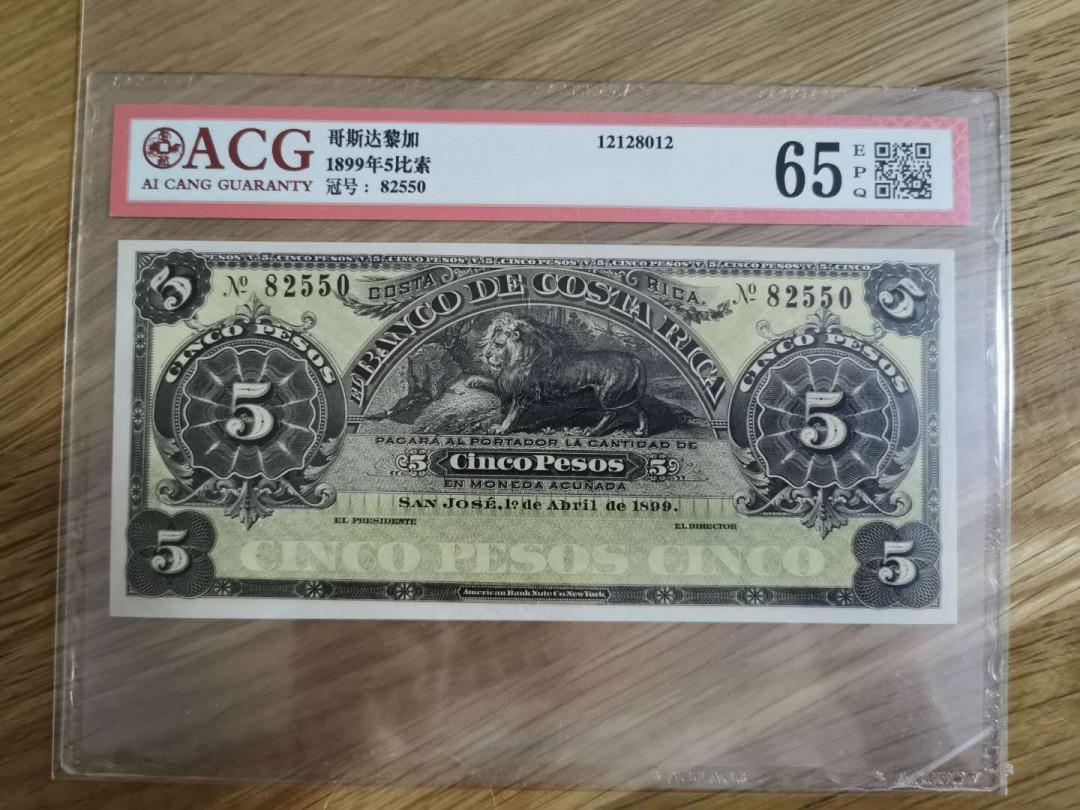 ACG
AI CANG GUARANTY
哥斯达黎加
1899年5比索
冠号：82550
12128012
65
EPQ
5
Nº 82550
COSTA RICA.
Nº 82550
5
EL BANCO DE COSTA RICA
CINCO PESOS
5
CINCO PESOS
5
PAGARÁ AL PORTADOR LA CANTIDAD DE
5 Cinco Pesos 5
EN MONEDA ACUÑADA
SAN JOSÉ, 1º de Abril de 1899.
EL PRESIDENTE
EL DIRECTOR
5
CINCO PESOS CINCO
5
American Bank Note Co. New York